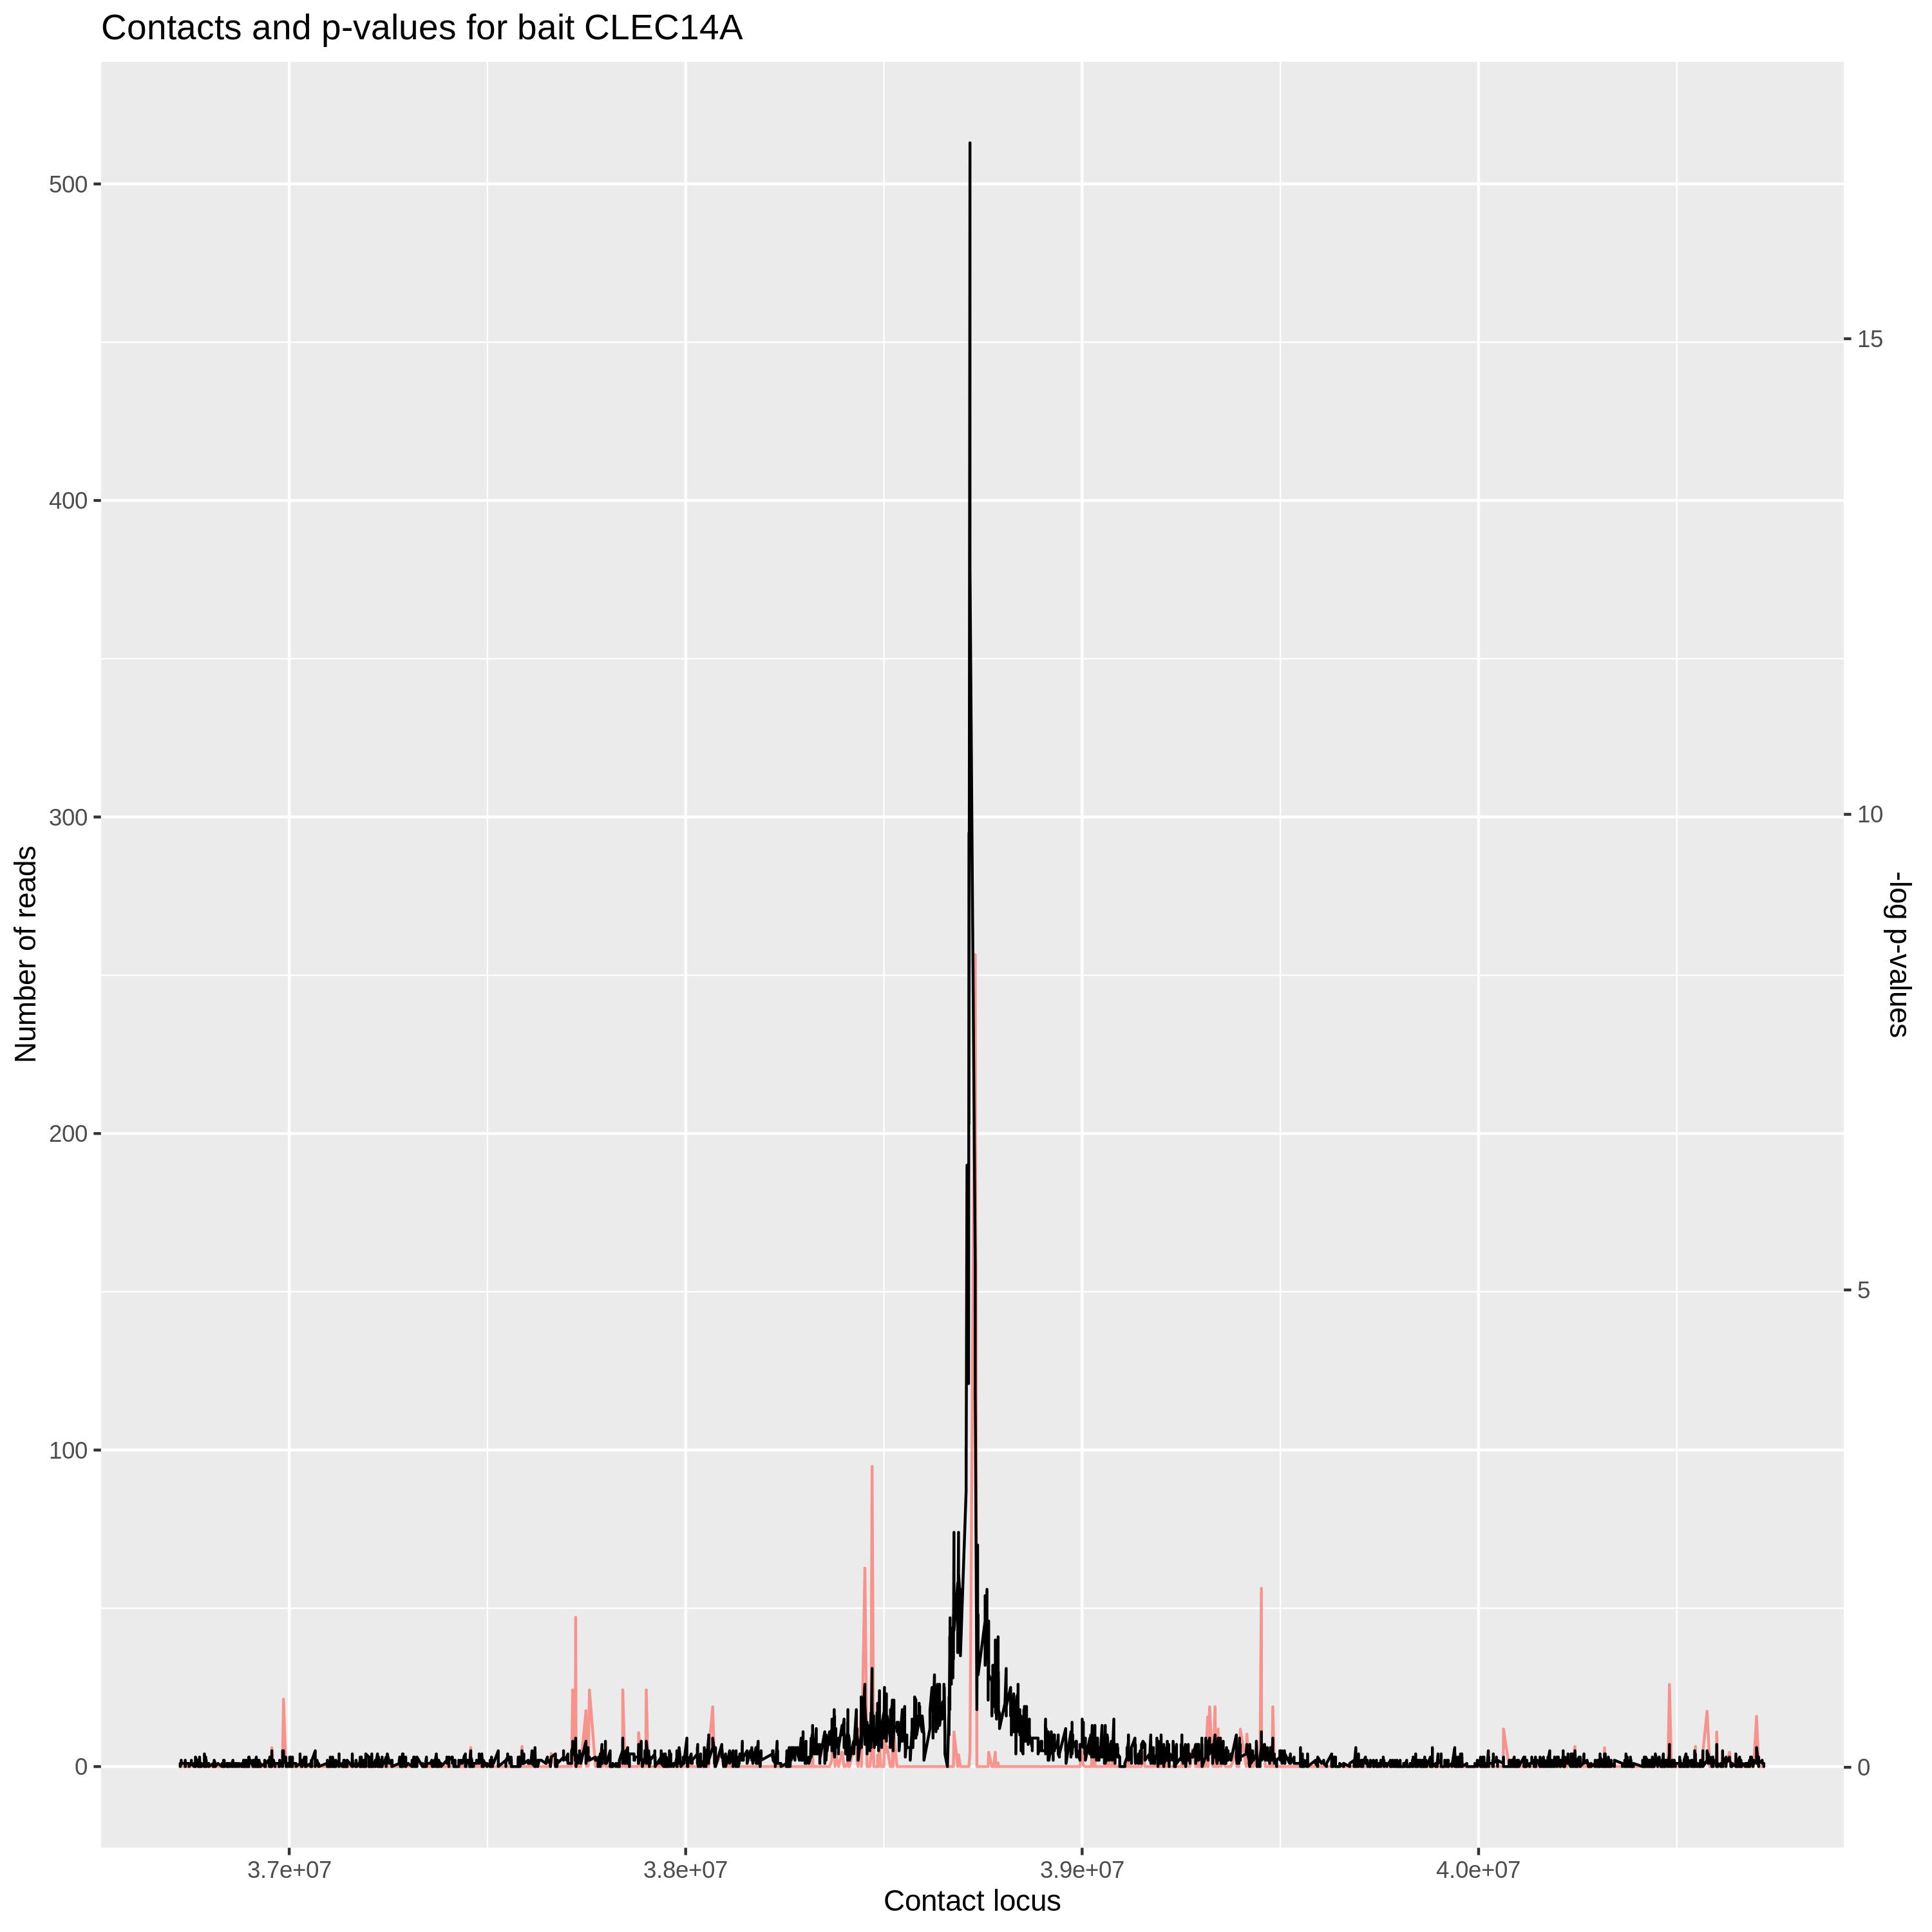 Contacts and p-values for bait CLEC14A
Number of reads
500
400
300
200
100
0
15
10
5
0
-log p-values
3.7e+07 3.8e+07 3.9e+07 4.0e+07
Contact locus